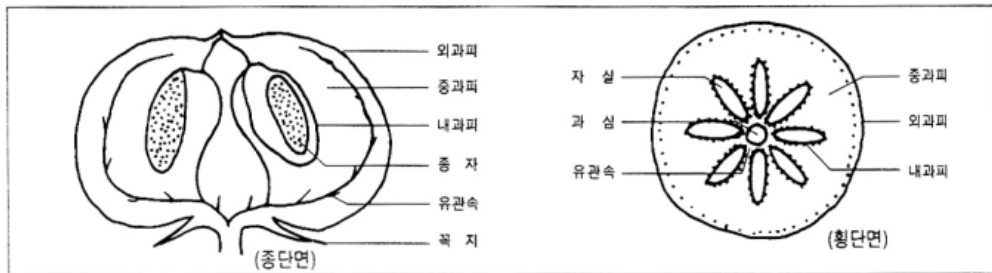 외과피
중과피
내과피
종 자
유관속
꼭 지
(종단면)
자 실
과 심
유관속
중과피
외과피
내과피
(횡단면)